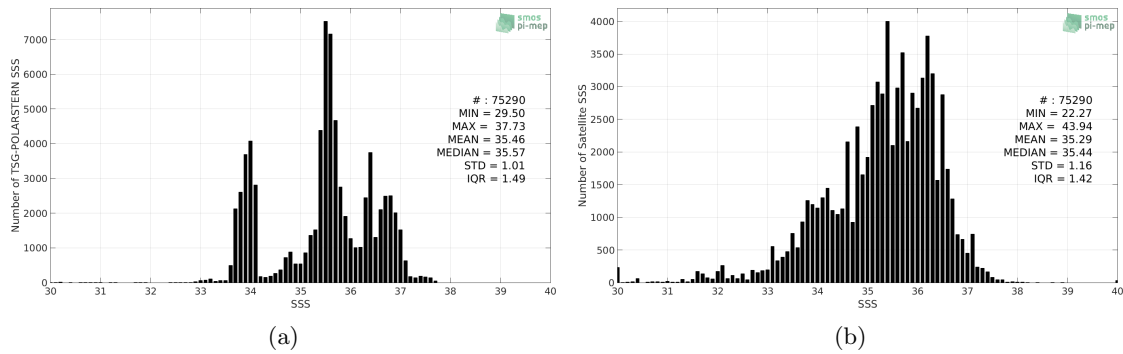 smos
pi-mep
Number of TSG-POLARSTERN SSS
7000
6000
5000
4000
3000
2000
1000
0
# : 75290
MIN = 29.50
MAX = 37.73
MEAN = 35.46
MEDIAN = 35.57
STD = 1.01
IQR = 1.49
30 31 32 33 34 35 36 37 38 39 40
SSS
(a)
smos
pi-mep
Number of Satellite SSS
4000
3500
3000
2500
2000
1500
1000
500
0
# : 75290
MIN = 22.27
MAX = 43.94
MEAN = 35.29
MEDIAN = 35.44
STD = 1.16
IQR = 1.42
30 31 32 33 34 35 36 37 38 39 40
SSS
(b)